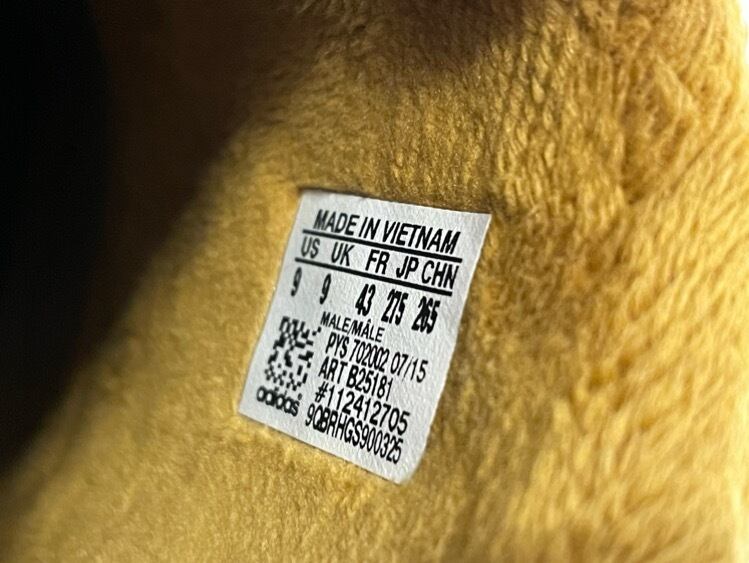 MADE IN VIETNAM
US UK FR JP CHN
9 9 43 275 265
MALE/MÂLE
PYS 702002 07/15
ART B25181
#112412705
9QBRHGS900325
adidas